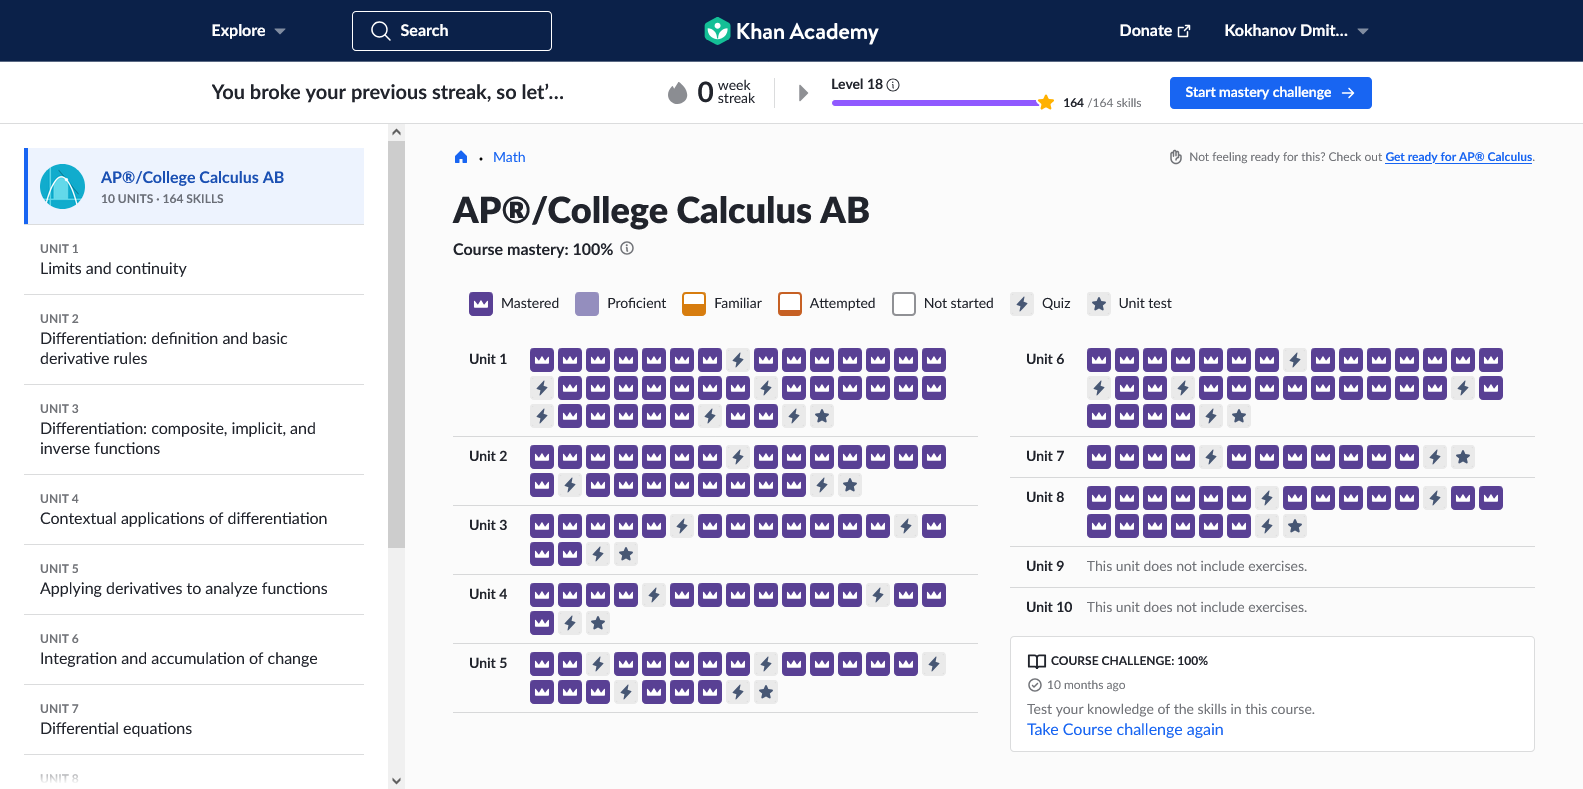 Explore
Search
Khan Academy
Donate
Kokhanov Dmit...
You broke your previous streak, so let'...
0 week streak
Level 18
164 /164 skills
Start mastery challenge
AP®/College Calculus AB
10 UNITS · 164 SKILLS
UNIT 1
Limits and continuity
UNIT 2
Differentiation: definition and basic
derivative rules
UNIT 3
Differentiation: composite, implicit, and
inverse functions
UNIT 4
Contextual applications of differentiation
UNIT 5
Applying derivatives to analyze functions
UNIT 6
Integration and accumulation of change
UNIT 7
Differential equations
UNIT 8
Math
Not feeling ready for this? Check out Get ready for AP® Calculus.
AP®/College Calculus AB
Course mastery: 100%
Mastered
Proficient
Familiar
Attempted
Not started
Quiz
Unit test
Unit 1
Unit 2
Unit 3
Unit 4
Unit 5
Unit 6
Unit 7
Unit 8
Unit 9 This unit does not include exercises.
Unit 10 This unit does not include exercises.
COURSE CHALLENGE: 100%
10 months ago
Test your knowledge of the skills in this course.
Take Course challenge again